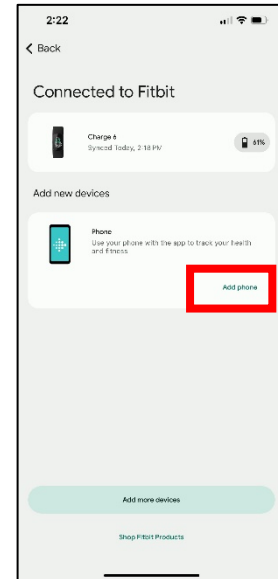 2:22
Back
Connected to Fitbit
Charge 6
Synced Today, 2:18 PM
61%
Add new devices
Phone
Use your phone with the app to track your health
and fitness
Add phone
Add more devices
Shop Fitbit Products